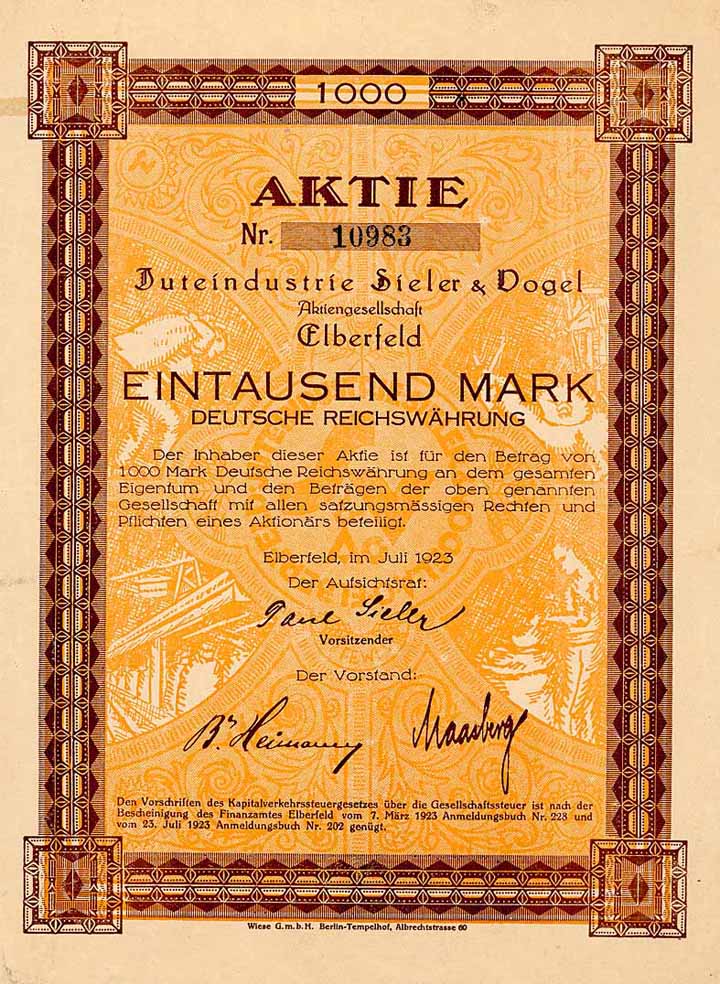 1000
AKTIE
Nr. 10983
Juteindustrie Sieler & Vogel
Aktiengesellschaft
Elberfeld
EINTAUSEND MARK
DEUTSCHE REICHSWÄHRUNG
Der Inhaber dieser Aktie ist für den Betrag von
1000 Mark Deutsche Reichswährung an dem gesamten
Eigentum und den Beträgen der oben genannten
Gesellschaft mit allen satzungsmässigen Rechten und
Pflichten eines Aktionärs beteiligt.
Elberfeld, im Juli 1923
Der Aufsichtsrat:
Paul Sieler
Vorsitzender
Der Vorstand:
Br. Heimann Maasberg
Den Vorschriften des Kapitalverkehrssteuergesetzes über die Gesellschaftssteuer ist nach der
Bescheinigung des Finanzamtes Elberfeld vom 7. März 1923 Anmeldungsbuch Nr. 228 und
vom 23. Juli 1923 Anmeldungsbuch Nr. 202 genügt.
Wiese G.m.b.H. Berlin-Tempelhof, Albrechtstrasse 60